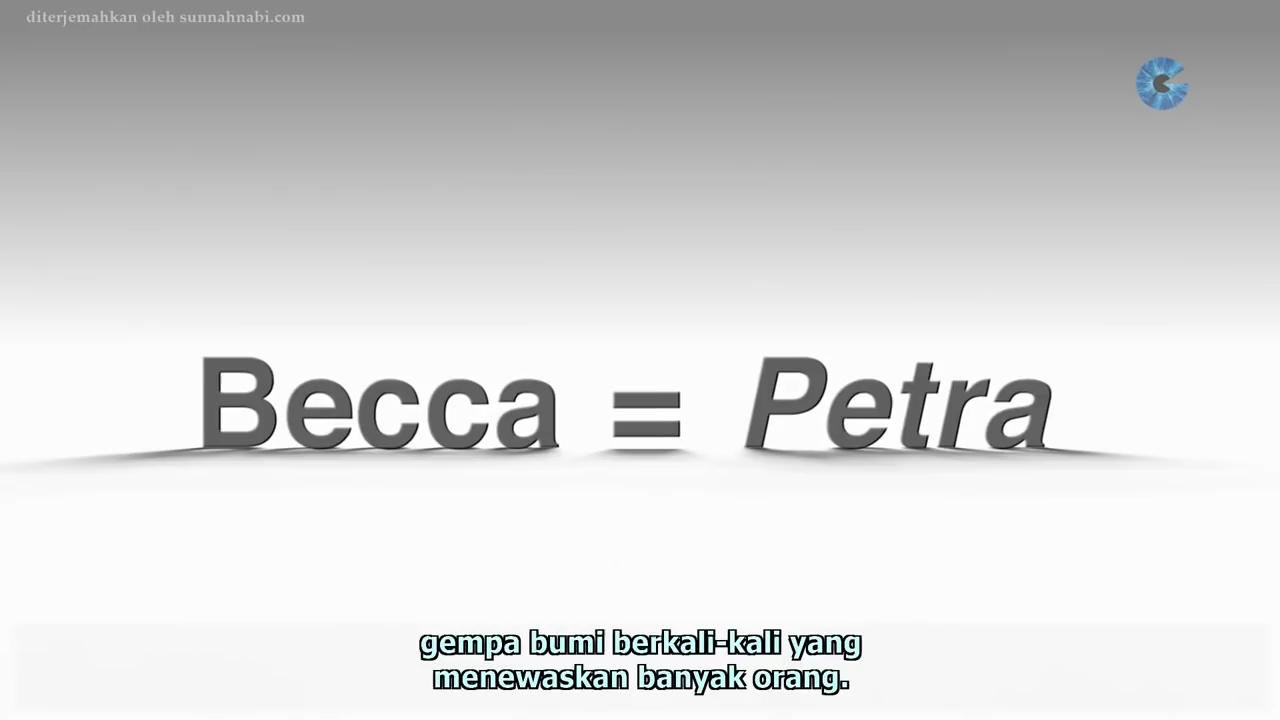 diterjemahkan oleh sunnahnabi.com
Becca = Petra
gempa bumi berkali-kali yang
menewaskan banyak orang.